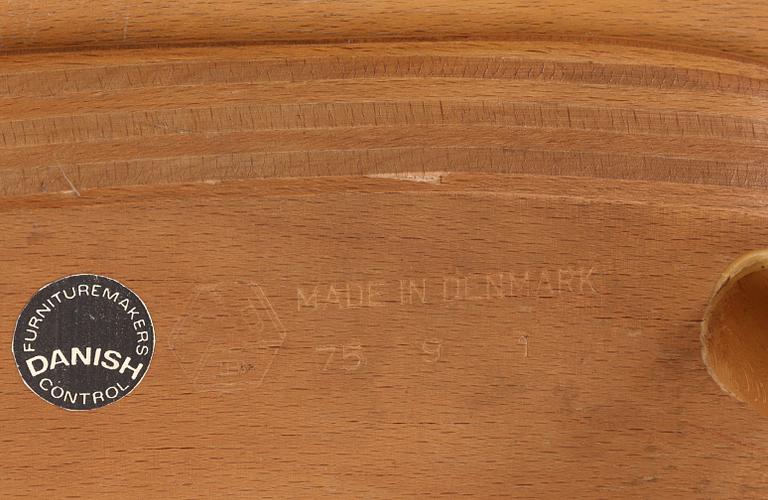 FURNITUREMAKERS
DANISH
CONTROL
MADE IN DENMARK
75 9 1